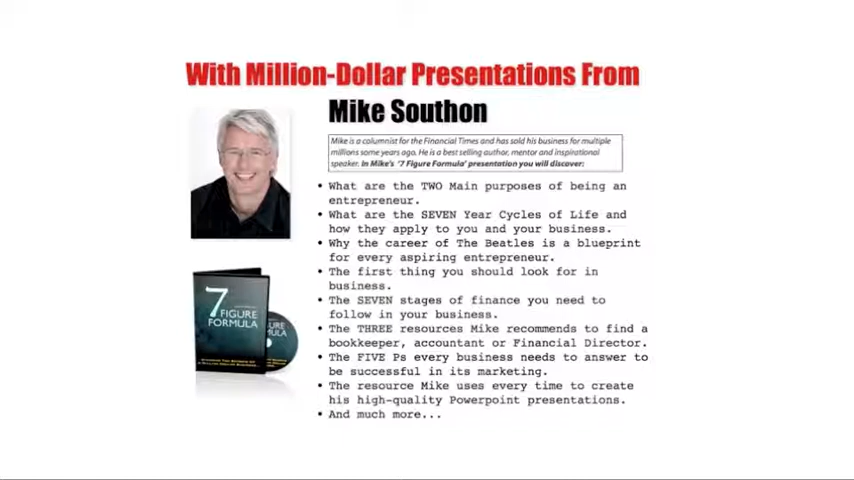 With Million-Dollar Presentations From
Mike Southon
Mike is a columnist for the Financial Times and has sold his business for multiple
millions some years ago. He is a best selling author, mentor and inspirational
speaker. In Mike's '7 Figure Formula' presentation you will discover:
• What are the TWO Main purposes of being an
entrepreneur.
• What are the SEVEN Year Cycles of Life and
how they apply to you and your business.
• Why the career of The Beatles is a blueprint
for every aspiring entrepreneur.
• The first thing you should look for in
business.
• The SEVEN stages of finance you need to
follow in your business.
• The THREE resources Mike recommends to find a
bookkeeper, accountant or Financial Director.
• The FIVE Ps every business needs to answer to
be successful in its marketing.
• The resource Mike uses every time to create
his high-quality Powerpoint presentations.
• And much more...
7 FIGURE
FORMULA